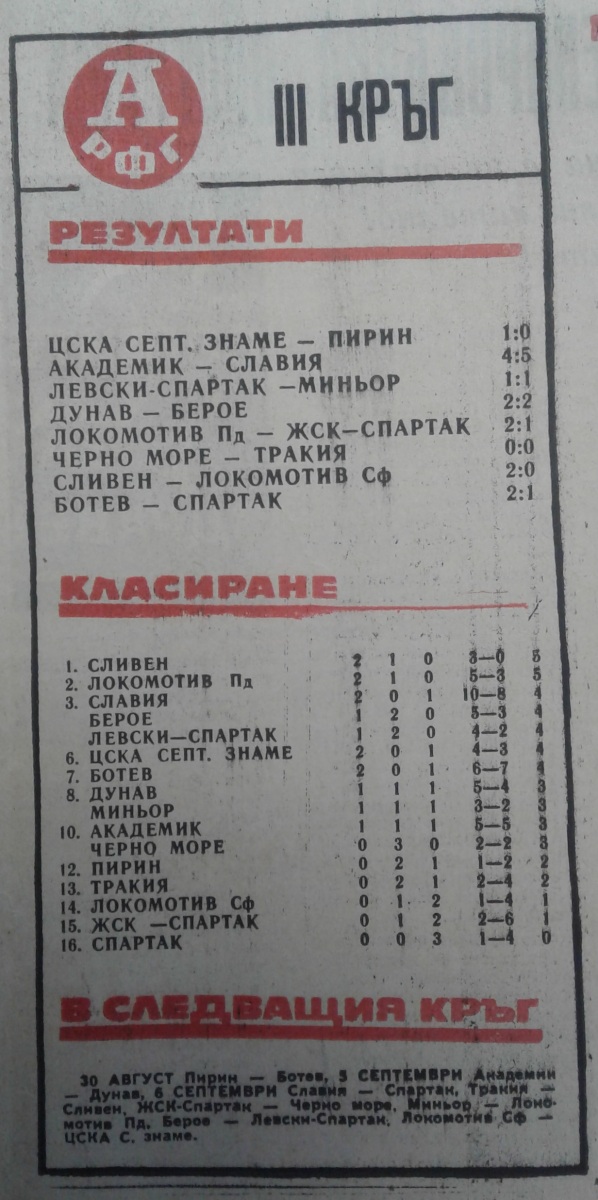 А
РФГ
III КРЪГ
РЕЗУЛТАТИ
ЦСКА СЕПТ. ЗНАМЕ — ПИРИН 1:0
АКАДЕМИК — СЛАВИЯ 4:5
ЛЕВСКИ-СПАРТАК —МИНЬОР 1:1
ДУНАВ — БЕРОЕ 2:2
ЛОКОМОТИВ Пд — ЖСК—СПАРТАК 2:1
ЧЕРНО МОРЕ — ТРАКИЯ 0:0
СЛИВЕН — ЛОКОМОТИВ Сф 2:0
БОТЕВ — СПАРТАК 2:1
КЛАСИРАНЕ
1. СЛИВЕН 2 1 0 3—0 5
2. ЛОКОМОТИВ Пд 2 1 0 5—3 5
3. СЛАВИЯ 2 0 1 10—8 4
БЕРОЕ 1 2 0 5—3 4
ЛЕВСКИ—СПАРТАК 1 2 0 4—2 4
6. ЦСКА СЕПТ. ЗНАМЕ 2 0 1 4—3 4
7. БОТЕВ 2 0 1 6—7 4
8. ДУНАВ 1 1 1 5—4 3
МИНЬОР 1 1 1 3—2 3
10. АКАДЕМИК 1 1 1 5—5 3
ЧЕРНО МОРЕ 0 3 0 2—2 3
12. ПИРИН 0 2 1 1—2 2
13. ТРАКИЯ 0 2 1 2—4 2
14. ЛОКОМОТИВ Сф 0 1 2 1—4 1
15. ЖСК —СПАРТАК 0 1 2 2—6 1
16. СПАРТАК 0 0 3 1—4 0
В СЛЕДВАЩИЯ КРЪГ
30 АВГУСТ Пирин — Ботев, 5 СЕПТЕМВРИ Академик
— Дунав, 6 СЕПТЕМВРИ Славия — Спартак, Тракия —
Сливен, ЖСК-Спартак — Черно море, Миньор — Локо-
мотив Пд, Берое — Левски-Спартак, Локомотив Сф —
ЦСКА С. знаме.